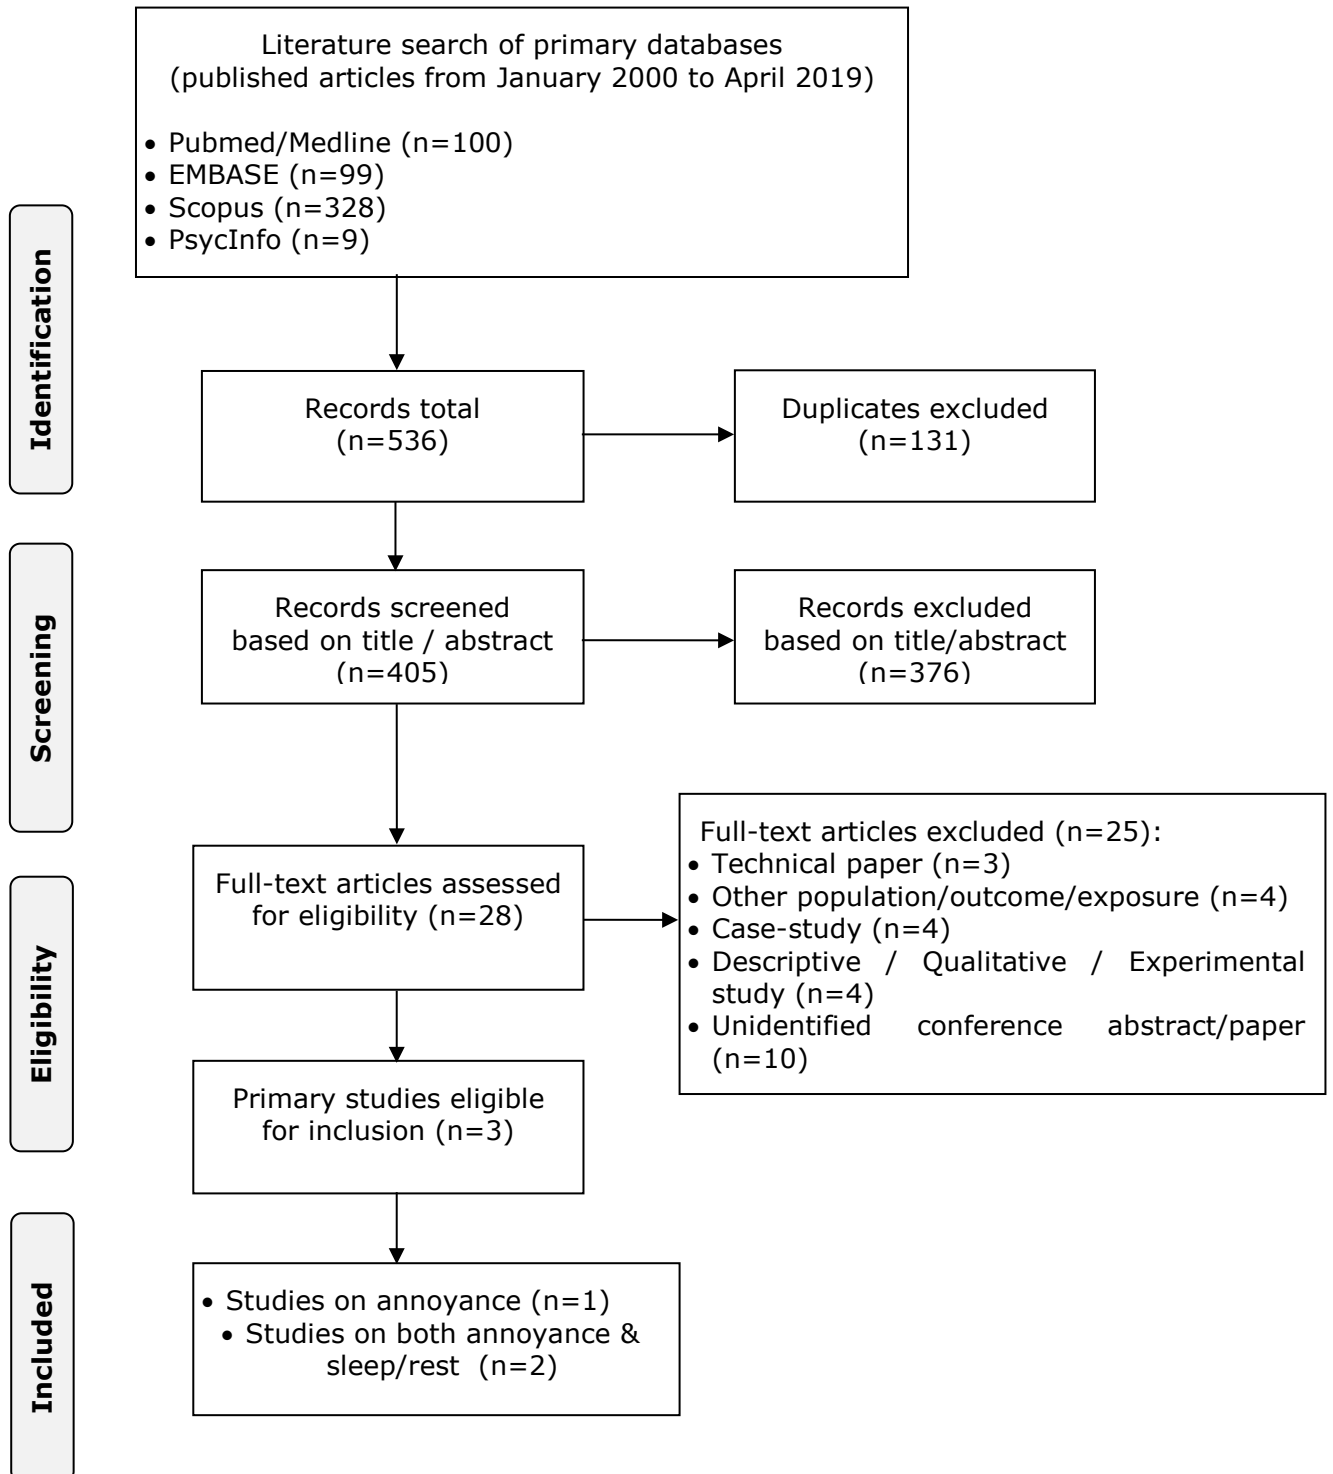 Literature search of primary databases
(published articles from January 2000 to April 2019)
• Pubmed/Medline (n=100)
• EMBASE (n=99)
• Scopus (n=328)
• PsycInfo (n=9)
Identification
Records total
(n=536)
Duplicates excluded
(n=131)
Screening
Records screened
based on title / abstract
(n=405)
Records excluded
based on title/abstract
(n=376)
Eligibility
Full-text articles assessed
for eligibility (n=28)
Full-text articles excluded (n=25):
• Technical paper (n=3)
• Other population/outcome/exposure (n=4)
• Case-study (n=4)
• Descriptive / Qualitative / Experimental
study (n=4)
• Unidentified conference abstract/paper
(n=10)
Primary studies eligible
for inclusion (n=3)
Included
• Studies on annoyance (n=1)
• Studies on both annoyance &
sleep/rest (n=2)